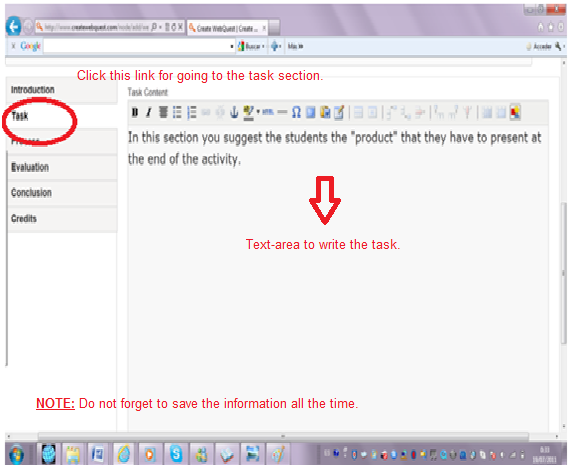 http://www.createwebquest.com/node/add/we
Create WebQuest | Create ...
x Google
Buscar
Más »
Acceder
Click this link for going to the task section.
Introduction
Task Content
Task
In this section you suggest the students the "product" that they have to present at
the end of the activity.
Evaluation
Conclusion
Credits
Text-area to write the task.
NOTE: Do not forget to save the information all the time.